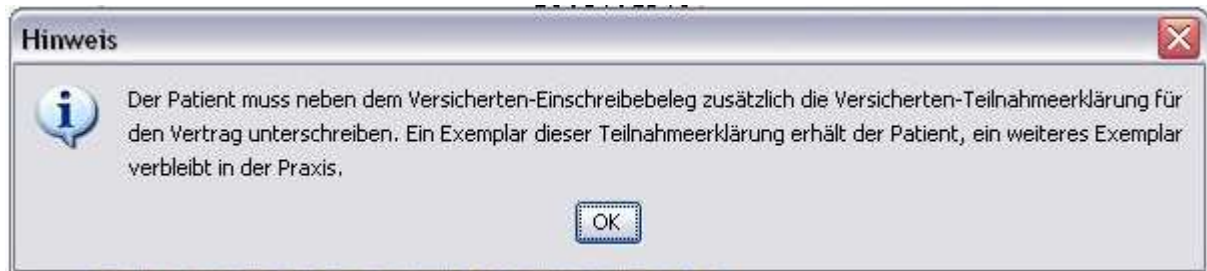 Hinweis
Der Patient muss neben dem Versicherten-Einschreibebeleg zusätzlich die Versicherten-Teilnahmeerklärung für
den Vertrag unterschreiben. Ein Exemplar dieser Teilnahmeerklärung erhält der Patient, ein weiteres Exemplar
verbleibt in der Praxis.
OK